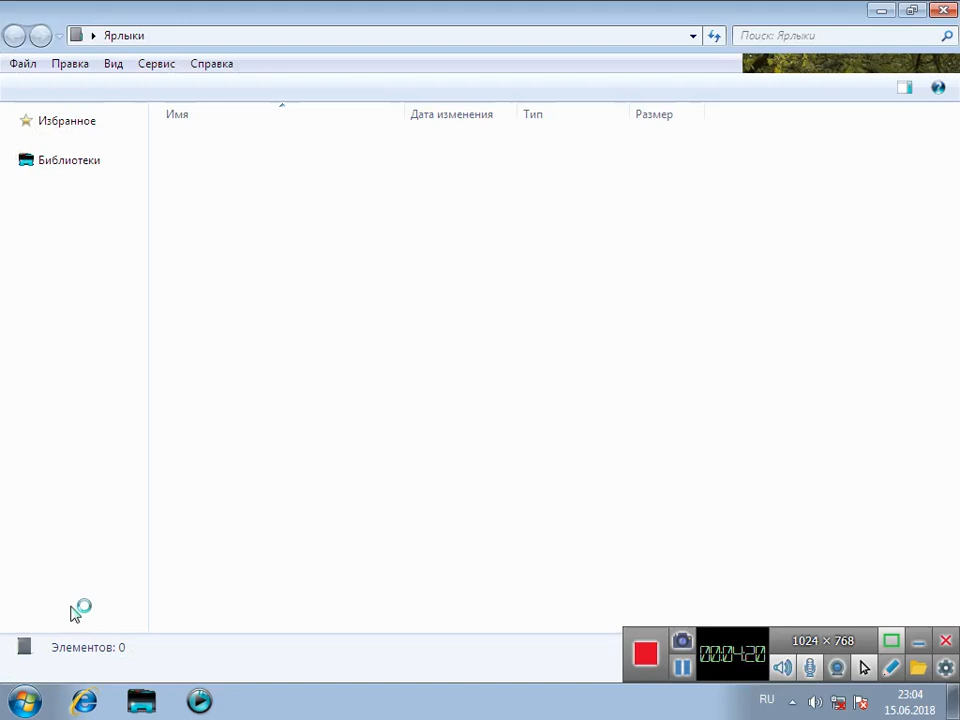 Ярлыки
Поиск: Ярлыки
Файл Правка Вид Сервис Справка
Имя Дата изменения Тип Размер
Избранное
Библиотеки
Элементов: 0
00:04:20
1024 × 768
RU
23:04
15.06.2018